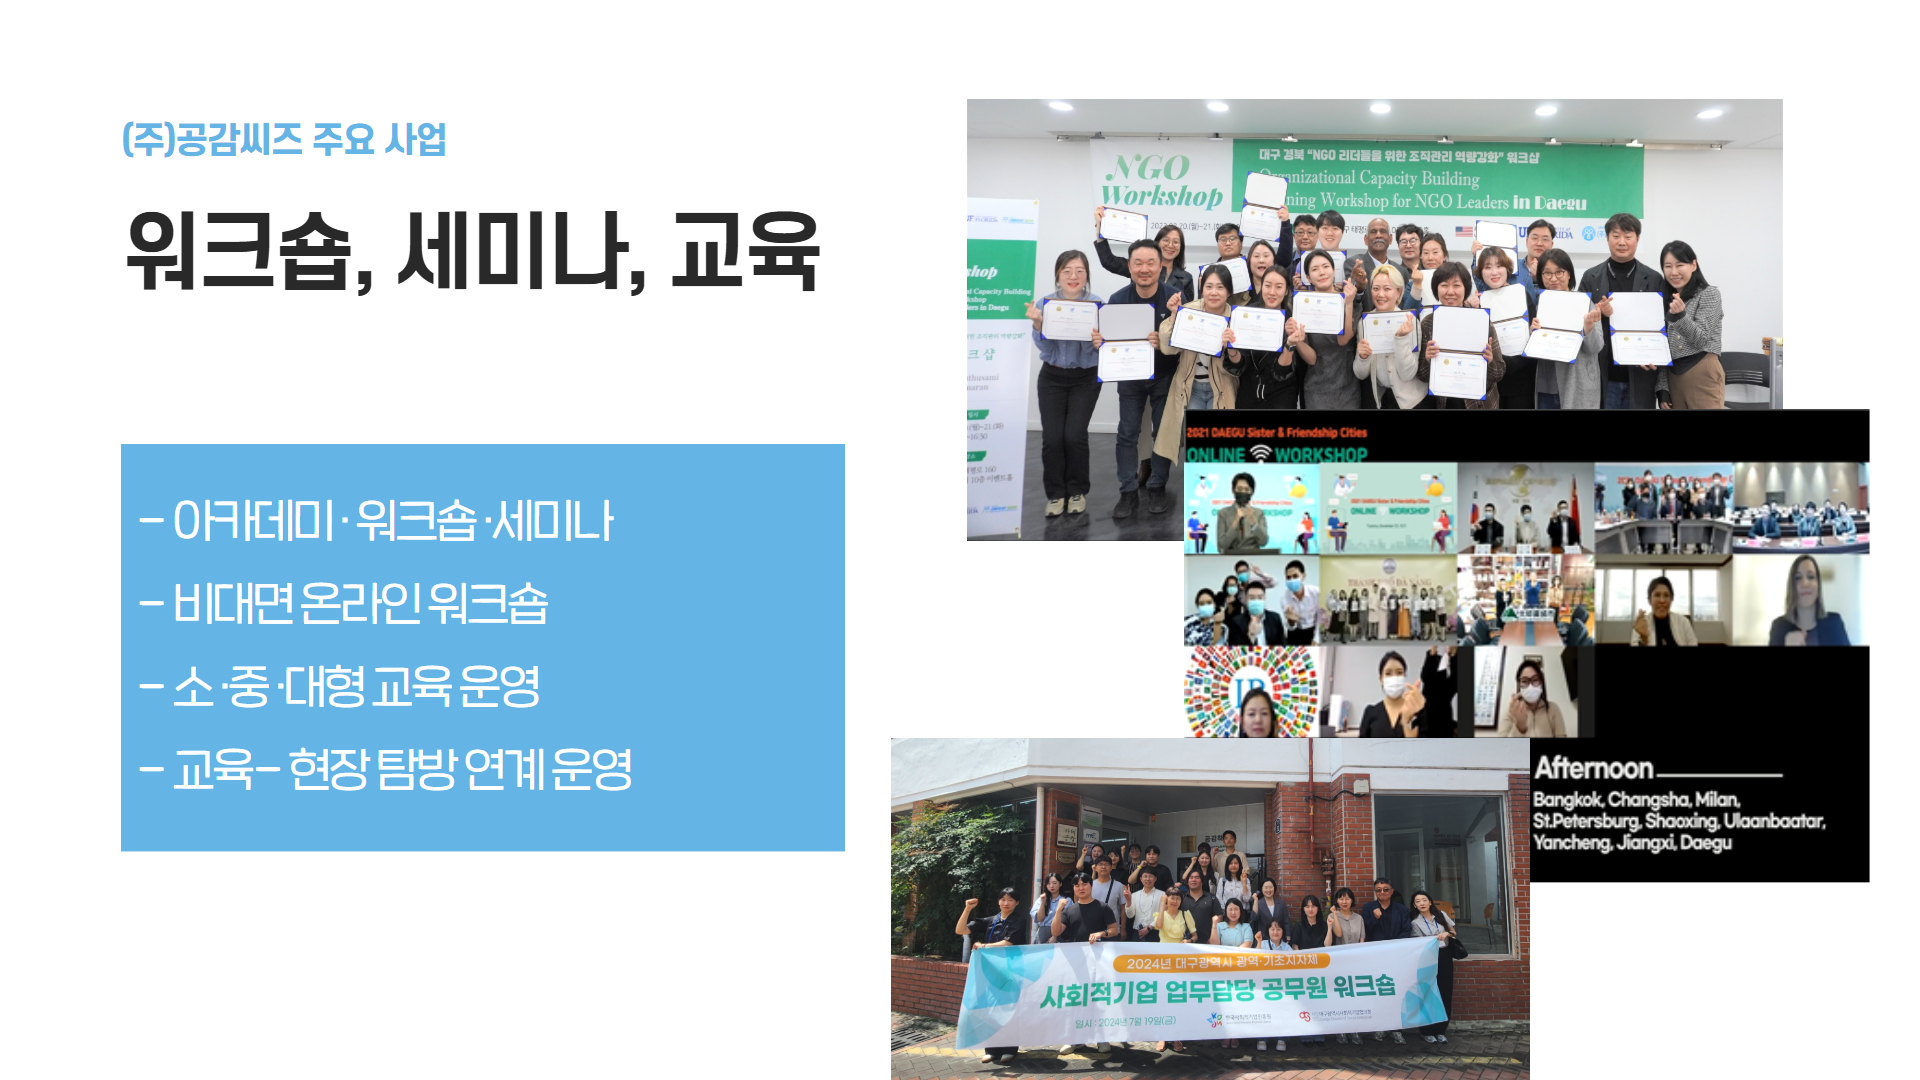 (주)공감씨즈 주요 사업
워크숍, 세미나, 교육
– 아카데미·워크숍·세미나
– 비대면 온라인 워크숍
– 소·중·대형 교육 운영
– 교육– 현장 탐방 연계 운영
NGO
Workshop
대구 경북 “NGO 리더들을 위한 조직관리 역량강화” 워크샵
Organizational Capacity Building
Workshop for NGO Leaders in Daegu
2021 DAEGU Sister & Friendship Cities
ONLINE WORKSHOP
Afternoon
Bangkok, Changsha, Milan,
St.Petersburg, Shaoxing, Ulaanbaatar,
Yancheng, Jiangxi, Daegu
2024년 대구광역시 광역·기초지자체
사회적기업 업무담당 공무원 워크숍
일시 : 2024년 7월 19일(금)